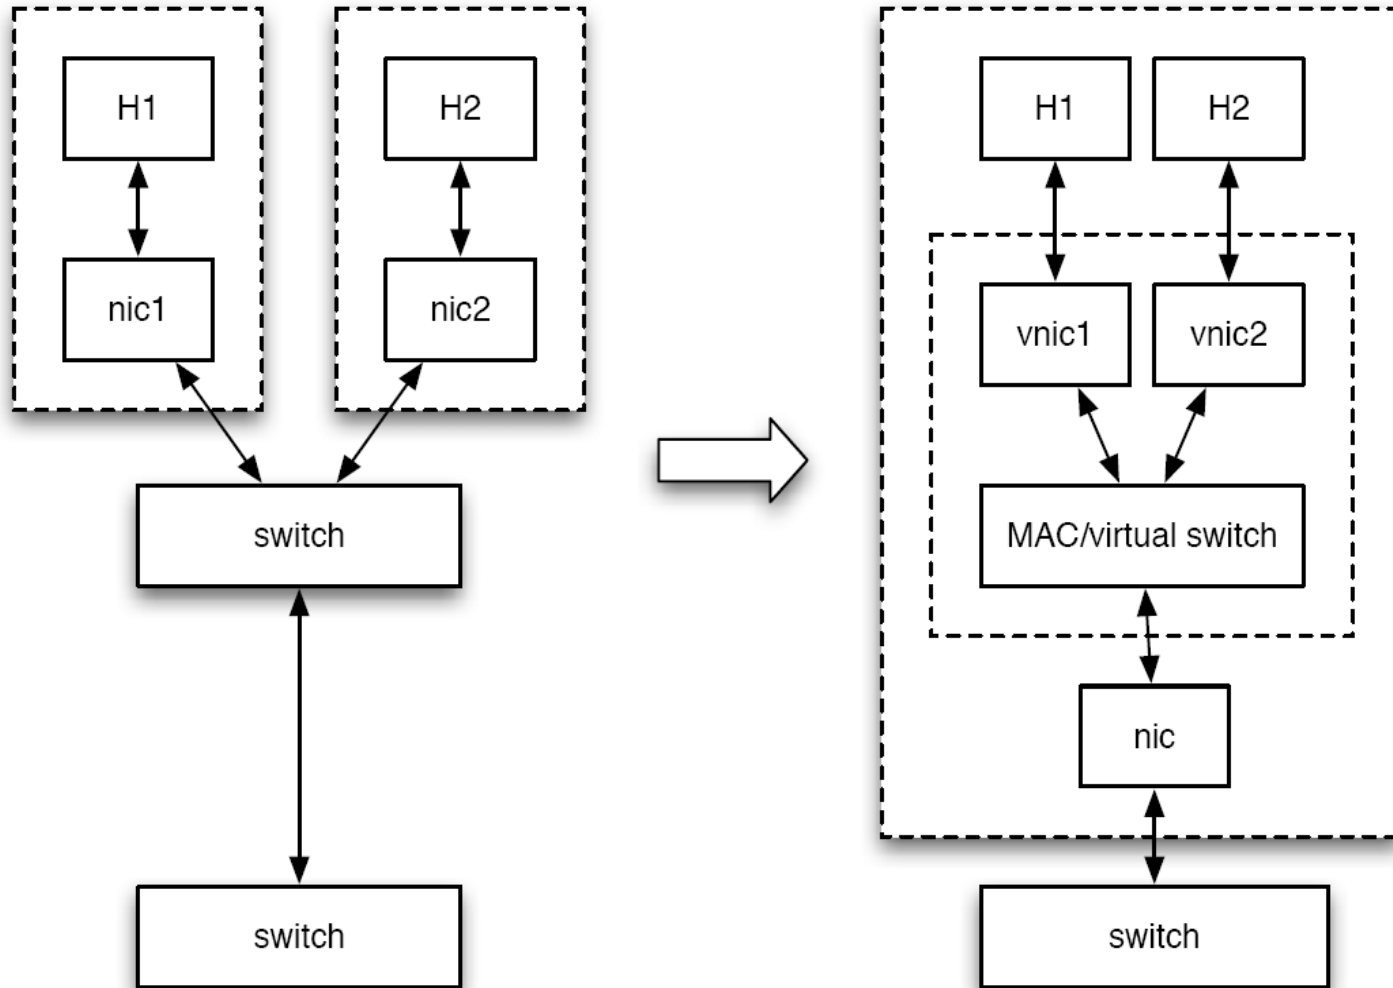 H1
H2
nic1
nic2
switch
switch
H1
H2
vnic1
vnic2
MAC/virtual switch
nic
switch